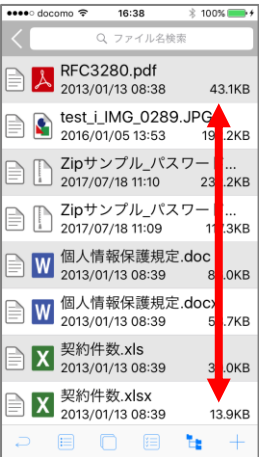 docomo 16:38 100%
ファイル名検索
RFC3280.pdf
2013/01/13 08:38 43.1KB
test_i_IMG_0289.JPG
2016/01/05 13:53
Zipサンプル_パスワード...
2017/07/18 11:10
Zipサンプル_パスワー...
2017/07/18 11:09
個人情報保護規定.doc
2013/01/13 08:39
個人情報保護規定.docx
2013/01/13 08:39
契約件数.xls
2013/01/13 08:39
契約件数.xlsx
2013/01/13 08:39 13.9KB